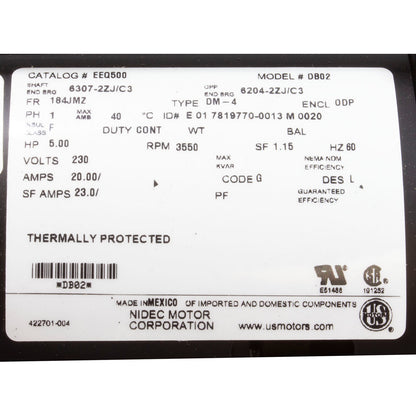 CATALOG # EEQ500 MODEL # DB02
SHAFT END BRG 6307-2ZJ/C3 OPP END BRG 6204-2ZJ/C3
FR 184JMZ TYPE DM-4 ENCL ODP
PH 1 MAX AMB 40 °C ID# E 01 7819770-0013 M 0020
INSUL CLASS F DUTY CONT WT BAL
HP 5.00 RPM 3550 SF 1.15 HZ 60
VOLTS 230 MAX KVAR NEMA NOM EFFICIENCY
AMPS 20.00/ CODE G DES L
SF AMPS 23.0/ PF GUARANTEED EFFICIENCY
THERMALLY PROTECTED
*DB02*
UR
E51488
SA
191252
MADE IN MEXICO OF IMPORTED AND DOMESTIC COMPONENTS
NIDEC MOTOR
CORPORATION www.usmotors.com
422701-004
US